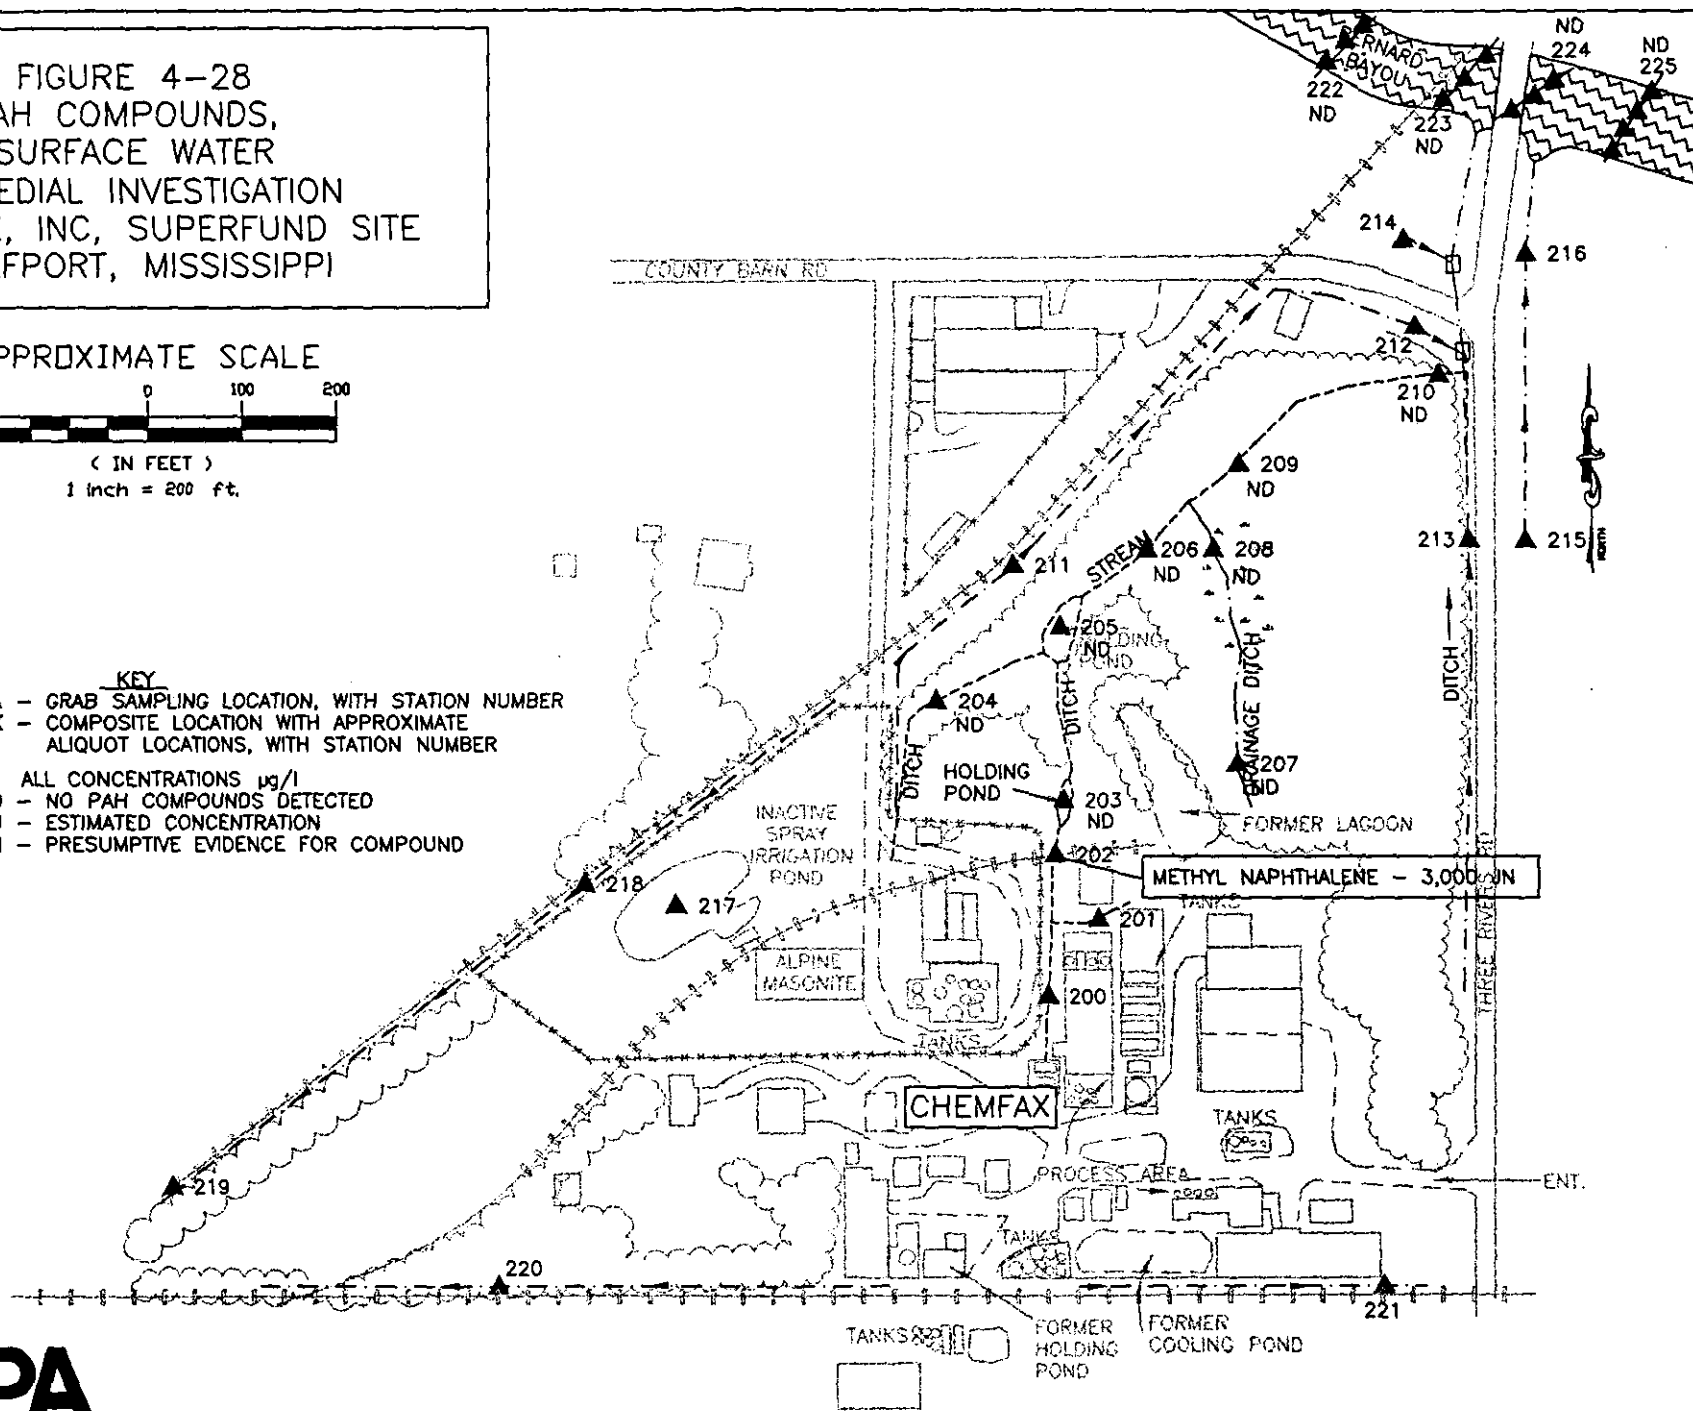 FIGURE 4-28
AH COMPOUNDS,
SURFACE WATER
EDIAL INVESTIGATION
, INC, SUPERFUND SITE
FPORT, MISSISSIPPI
PPROXIMATE SCALE
0 100 200
( IN FEET )
1 inch = 200 ft.
KEY
- GRAB SAMPLING LOCATION, WITH STATION NUMBER
- COMPOSITE LOCATION WITH APPROXIMATE
ALIQUOT LOCATIONS, WITH STATION NUMBER
ALL CONCENTRATIONS µg/l
- NO PAH COMPOUNDS DETECTED
- ESTIMATED CONCENTRATION
- PRESUMPTIVE EVIDENCE FOR COMPOUND
BERNARD
BAYOU
222
ND
223
ND
ND
224
ND
225
214
216
COUNTY BARN RD
212
210
ND
209
ND
213
215
NORTH
211
STREAM
206
ND
208
ND
205
ND
HOLDING
POND
204
ND
DITCH
DITCH
DRAINAGE DITCH
DITCH
207
ND
HOLDING
POND
203
ND
FORMER LAGOON
INACTIVE
SPRAY
IRRIGATION
POND
202
METHYL NAPHTHALENE - 3,000 JN
TANKS
218
217
201
ALPINE
MASONITE
200
TANKS
THREE RIVERS RD
CHEMFAX
TANKS
219
PROCESS AREA
ENT.
TANKS
220
221
TANKS
FORMER
HOLDING
POND
FORMER
COOLING POND
PA